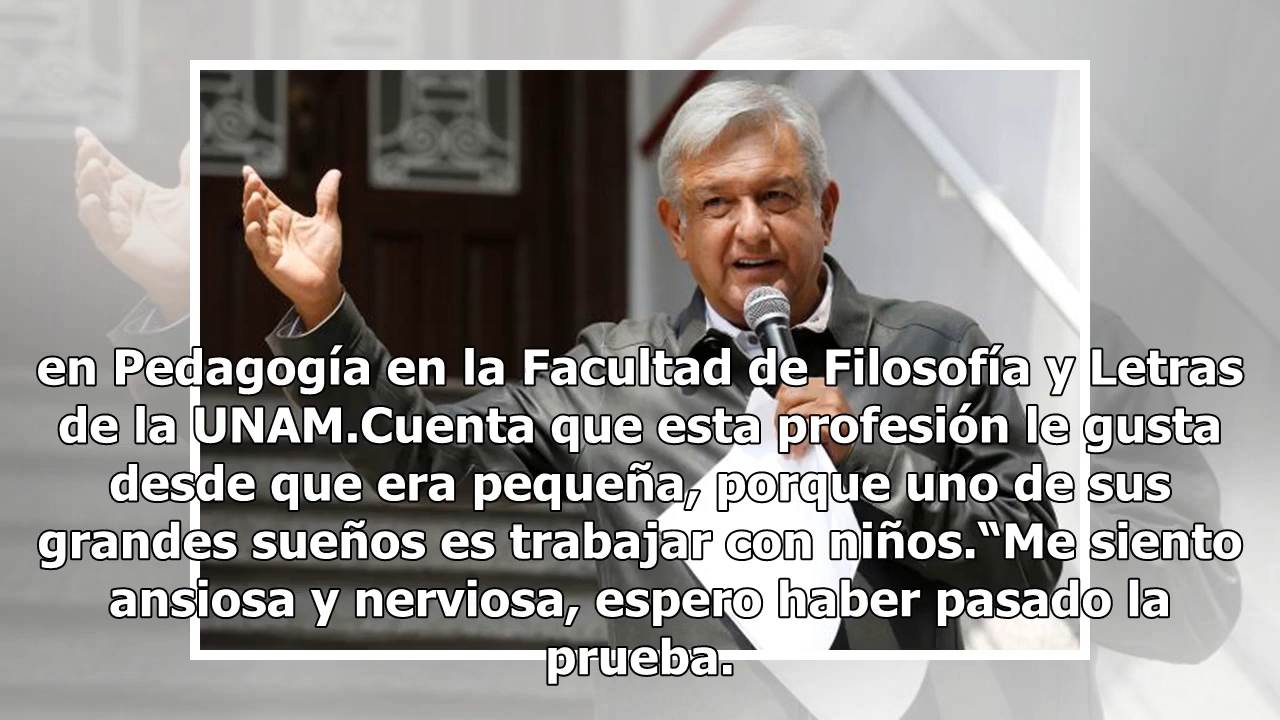 en Pedagogía en la Facultad de Filosofía y Letras
de la UNAM.Cuenta que esta profesión le gusta
desde que era pequeña, porque uno de sus
grandes sueños es trabajar con niños.“Me siento
ansiosa y nerviosa, espero haber pasado la
prueba.